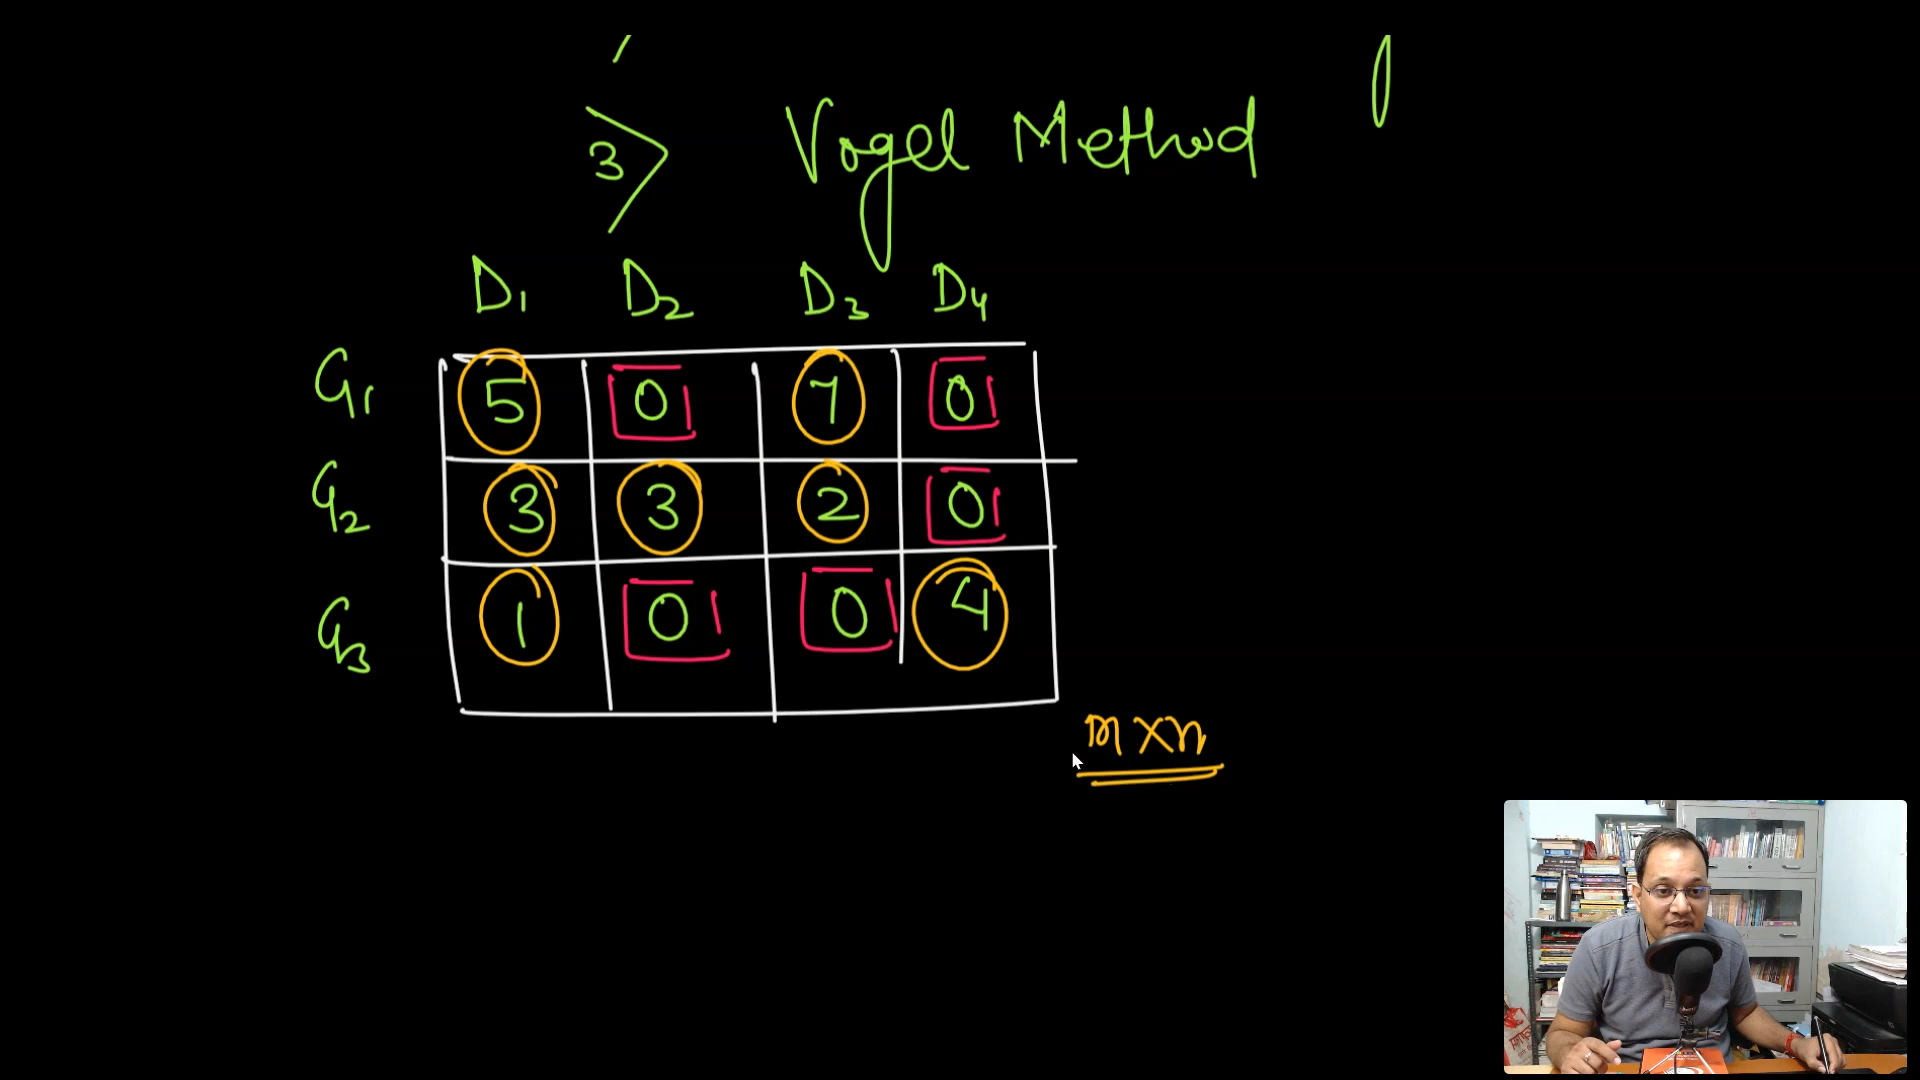 3> Vogel Method
D1 D2 D3 D4
G1 5 0 7 0
G2 3 3 2 0
G3 1 0 0 4
m×n